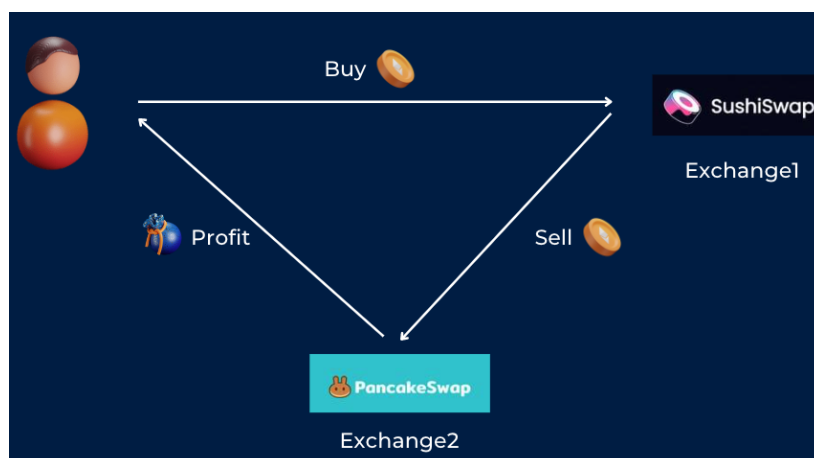 Buy
SushiSwap
Exchange1
Profit
Sell
PancakeSwap
Exchange2